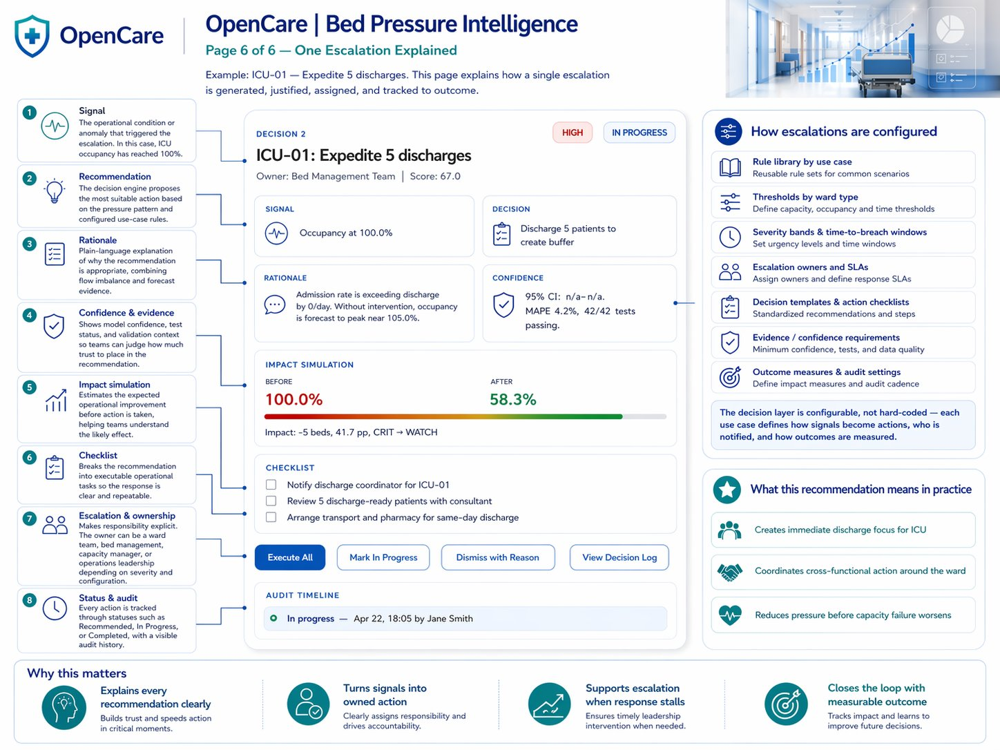 OpenCare
OpenCare | Bed Pressure Intelligence
Page 6 of 6 — One Escalation Explained
Example: ICU-01 — Expedite 5 discharges. This page explains how a single escalation
is generated, justified, assigned, and tracked to outcome.
1
Signal
The operational condition or
anomaly that triggered the
escalation. In this case, ICU
occupancy has reached 100%.
2
Recommendation
The decision engine proposes
the most suitable action based
on the pressure pattern and
configured use-case rules.
3
Rationale
Plain-language explanation
of why the recommendation
is appropriate, combining
flow imbalance and forecast
evidence.
4
Confidence & evidence
Shows model confidence, test
status, and validation context
so teams can judge how much
trust to place in the
recommendation.
5
Impact simulation
Estimates the expected
operational improvement
before action is taken,
helping teams understand
the likely effect.
6
Checklist
Breaks the recommendation
into executable operational
tasks so the response is
clear and repeatable.
7
Escalation & ownership
Makes responsibility explicit.
The owner can be a ward
team, bed management,
capacity manager, or
operations leadership
depending on severity and
configuration.
8
Status & audit
Every action is tracked
through statuses such as
Recommended, In Progress,
or Completed, with a visible
audit history.
DECISION 2
HIGH
IN PROGRESS
ICU-01: Expedite 5 discharges
Owner: Bed Management Team | Score: 67.0
SIGNAL
Occupancy at 100.0%
DECISION
Discharge 5 patients to
create buffer
RATIONALE
Admission rate is exceeding discharge
by 0/day. Without intervention, occupancy
is forecast to peak near 105.0%.
CONFIDENCE
95% CI: n/a–n/a.
MAPE 4.2%, 42/42 tests
passing.
IMPACT SIMULATION
BEFORE
100.0%
AFTER
58.3%
Impact: -5 beds, 41.7 pp, CRIT → WATCH
CHECKLIST
Notify discharge coordinator for ICU-01
Review 5 discharge-ready patients with consultant
Arrange transport and pharmacy for same-day discharge
Execute All
Mark In Progress
Dismiss with Reason
View Decision Log
AUDIT TIMELINE
In progress — Apr 22, 18:05 by Jane Smith
How escalations are configured
Rule library by use case
Reusable rule sets for common scenarios
Thresholds by ward type
Define capacity, occupancy and time thresholds
Severity bands & time-to-breach windows
Set urgency levels and time windows
Escalation owners and SLAs
Assign owners and define response SLAs
Decision templates & action checklists
Standardized recommendations and steps
Evidence / confidence requirements
Minimum confidence, tests, and data quality
Outcome measures & audit settings
Define impact measures and audit cadence
The decision layer is configurable, not hard-coded — each
use case defines how signals become actions, who is
notified, and how outcomes are measured.
What this recommendation means in practice
Creates immediate discharge focus for ICU
Coordinates cross-functional action around the ward
Reduces pressure before capacity failure worsens
Why this matters
Explains every
recommendation clearly
Builds trust and speeds action
in critical moments.
Turns signals into
owned action
Clearly assigns responsibility and
drives accountability.
Supports escalation
when response stalls
Ensures timely leadership
intervention when needed.
Closes the loop with
measurable outcome
Tracks impact and learns to
improve future decisions.